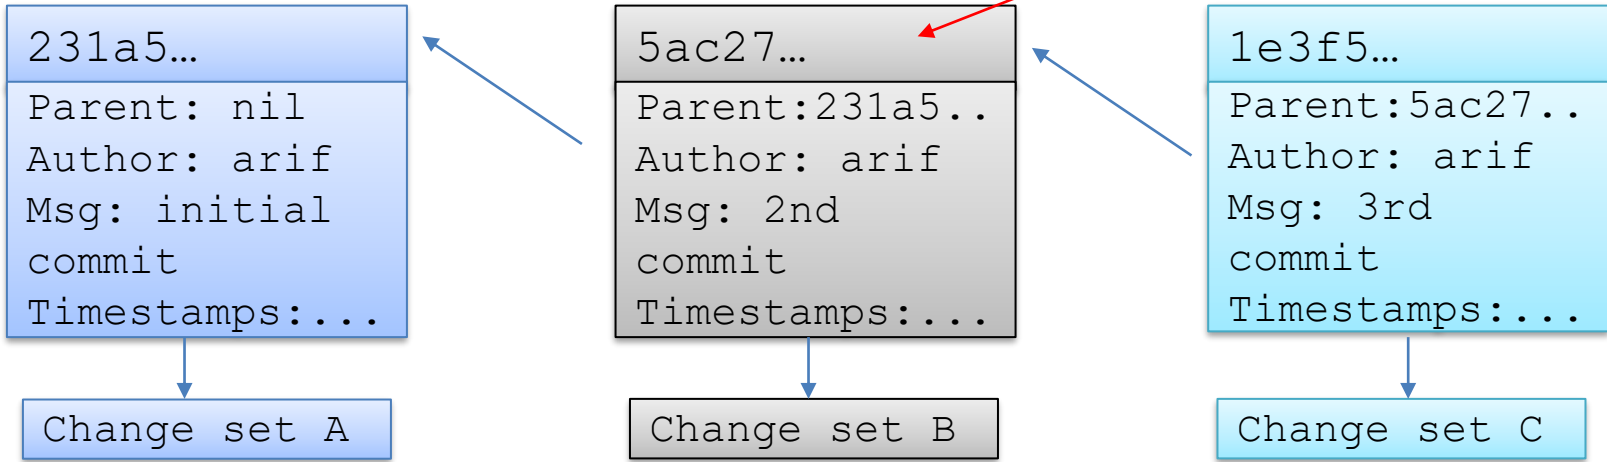 231a5…
Parent: nil
Author: arif
Msg: initial
commit
Timestamps:...
Change set A
5ac27…
Parent:231a5..
Author: arif
Msg: 2nd
commit
Timestamps:...
Change set B
1e3f5…
Parent:5ac27..
Author: arif
Msg: 3rd
commit
Timestamps:...
Change set C